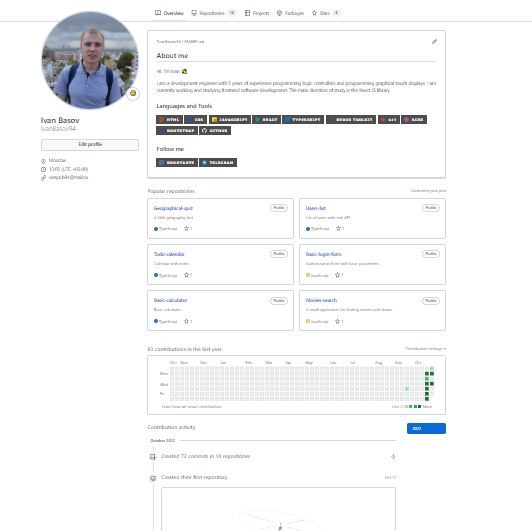 Overview Repositories 10 Projects Packages Stars 6
Ivan Basov
IvanBasov94
Edit profile
Moscow
13:05 (UTC +03:00)
IvanBasov94 / README.md
About me
Hi, I'm Ivan
I am a development engineer with 5 years of experience programming logic controllers and programming graphical touch displays. I am
currently working and studying frontend software development. The main direction of study is the React JS library.
Languages and Tools
HTML CSS JAVASCRIPT REACT TYPESCRIPT REDUX TOOLKIT GIT SCSS
BOOTSTRAP GITHUB
Follow me
VKONTAKTE TELEGRAM
Popular repositories
Customize your pins
Geographical-quiz Public
A little geography test
TypeScript 1
Users-list Public
List of users with real API
TypeScript 1
Todo-calendar Public
Calendar with notes
TypeScript 1
Basic-login-form Public
Authorization form with basic parameters
JavaScript 1
Basic-calculator Public
Basic calculator
TypeScript 1
Movies-search Public
A small application for finding movies and shows
JavaScript 1
83 contributions in the last year
Contribution settings
Oct Nov Dec Jan Feb Mar Apr May Jun Jul Aug Sep Oct
Mon
Wed
Fri
Learn how we count contributions
Less More
Contribution activity
2022
October 2022
Created 72 commits in 10 repositories
Created their first repository
Oct 11